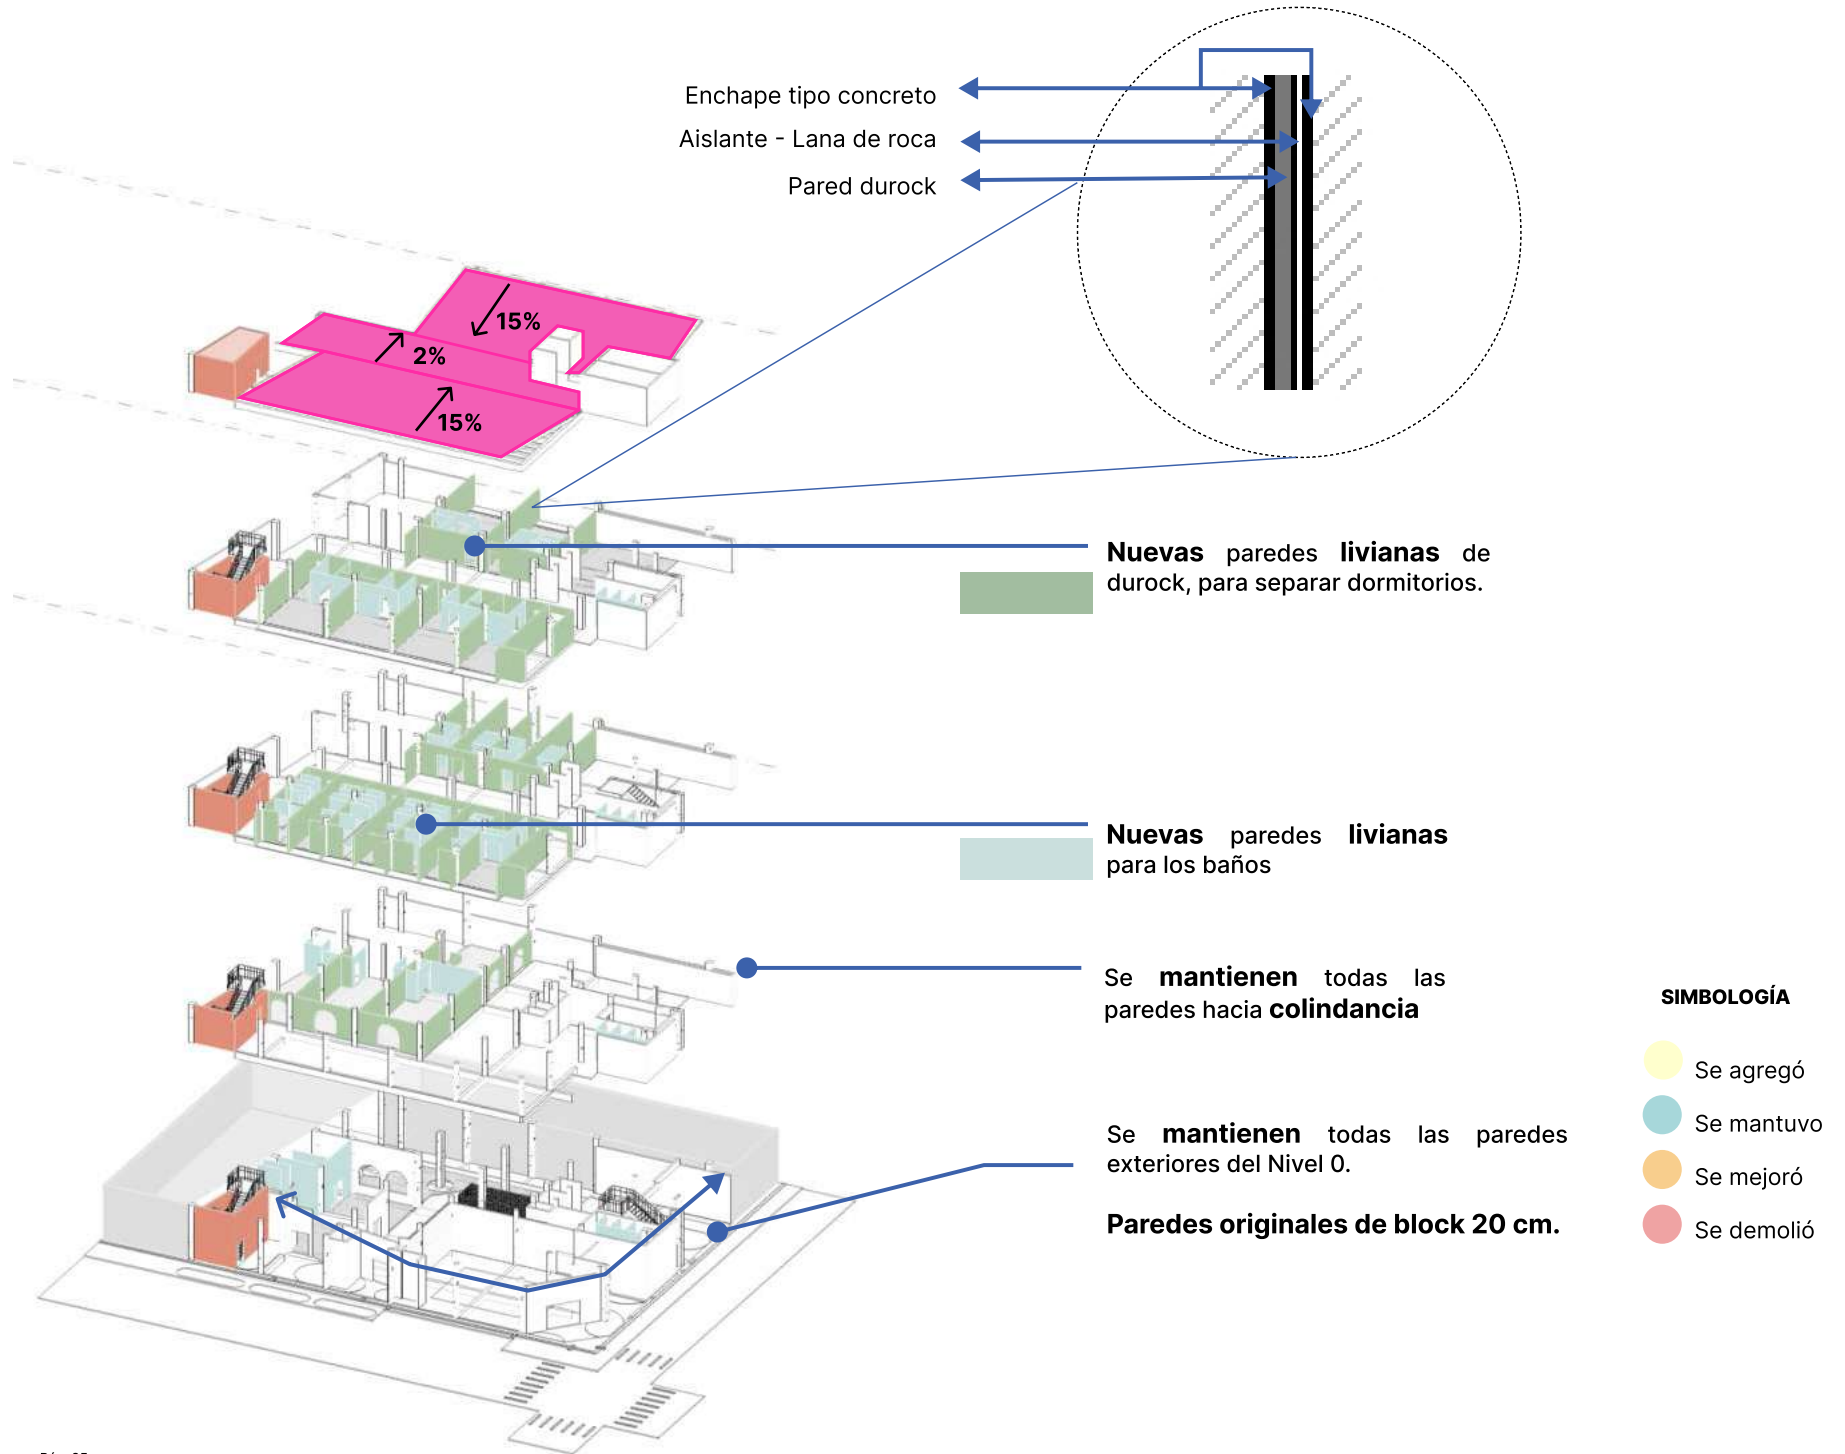 Enchape tipo concreto
Aislante - Lana de roca
Pared durock
15%
2%
15%
Nuevas paredes livianas de
durock, para separar dormitorios.
Nuevas paredes livianas
para los baños
Se mantienen todas las
paredes hacia colindancia
Se mantienen todas las paredes
exteriores del Nivel 0.
Paredes originales de block 20 cm.
SIMBOLOGÍA
Se agregó
Se mantuvo
Se mejoró
Se demolió